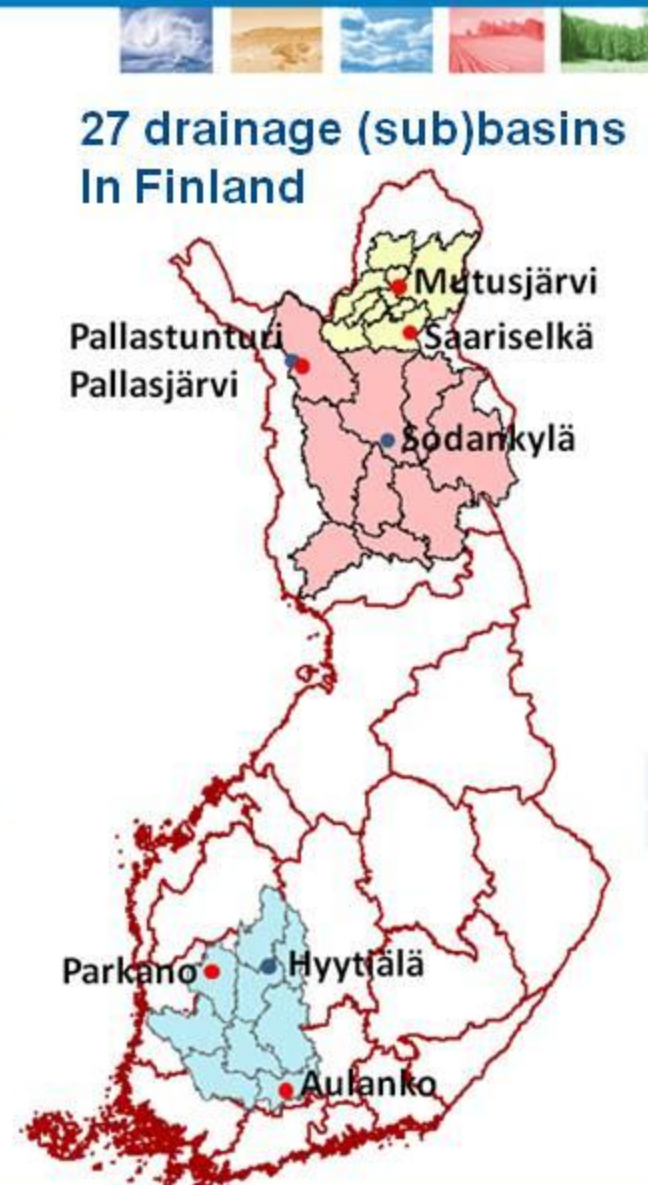 27 drainage (sub)basins
In Finland
Mutusjärvi
Pallastunturi
Saariselkä
Pallasjärvi
Sodankylä
Parkano
Hyytiälä
Aulanko